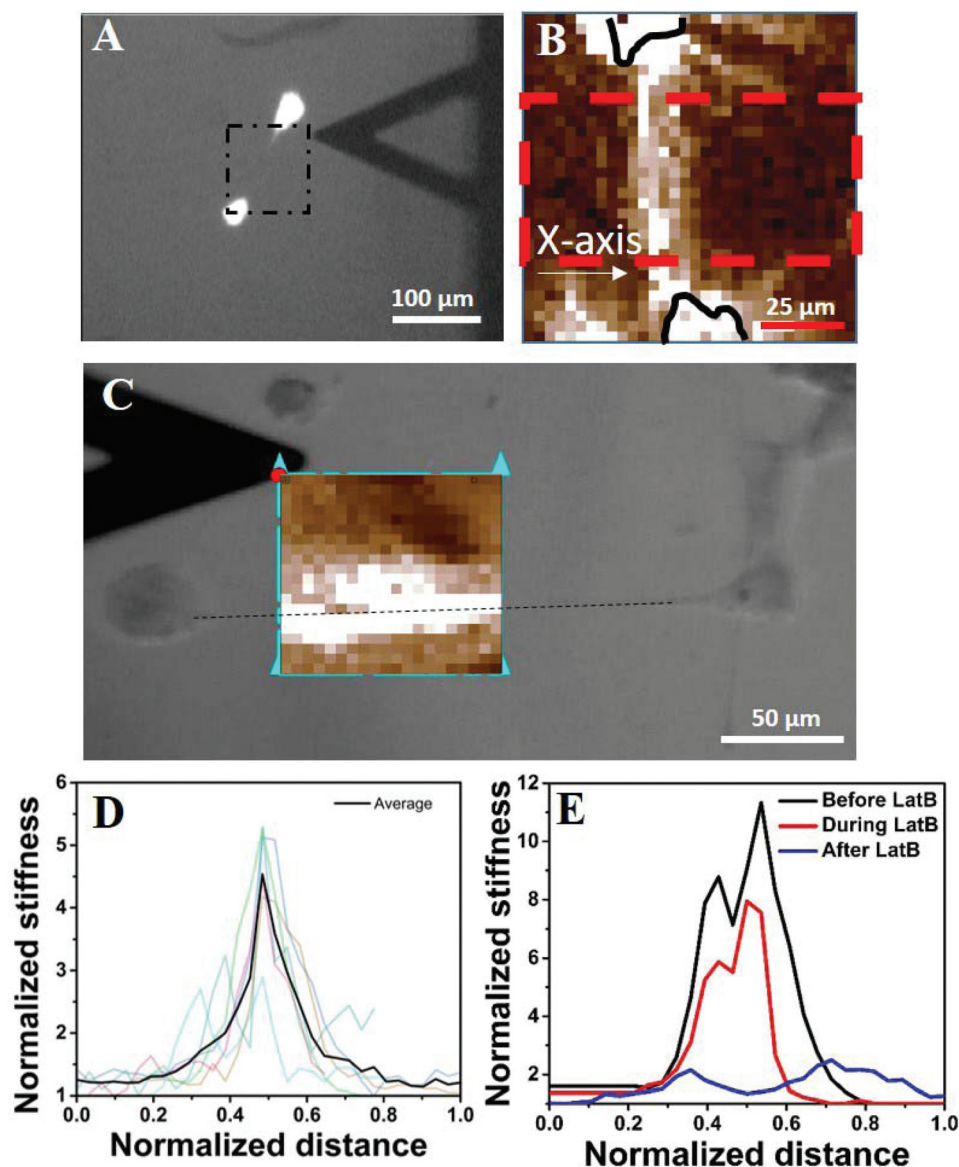 A
100 µm
B
X-axis
25 µm
C
50 µm
D
Average
Normalized stiffness
6
5
4
3
2
1
0.0 0.2 0.4 0.6 0.8 1.0
Normalized distance
E
Before LatB
During LatB
After LatB
Normalized stiffness
12
10
8
6
4
2
0.0 0.2 0.4 0.6 0.8 1.0
Normalized distance